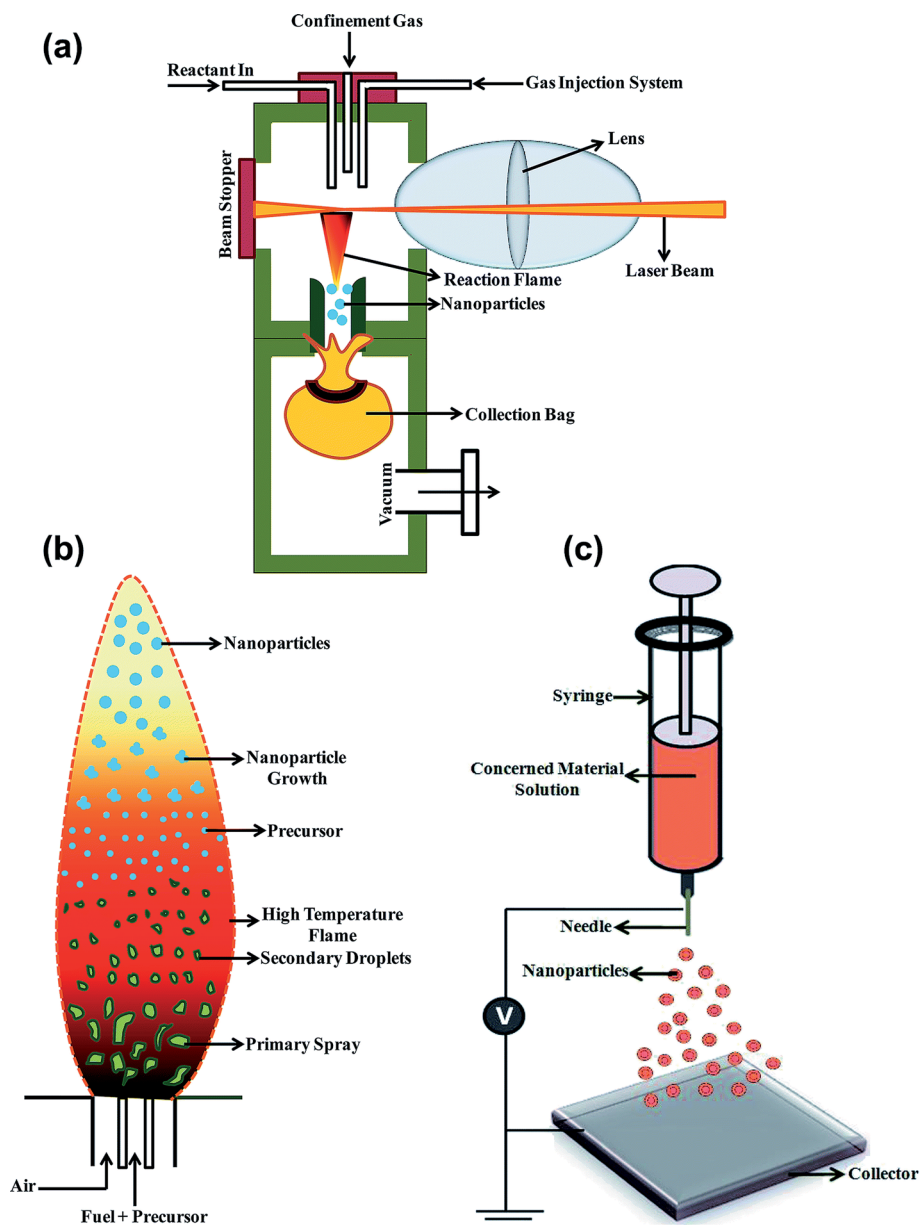 (a)
Confinement Gas
Reactant In
Gas Injection System
Lens
Beam Stopper
Laser Beam
Reaction Flame
Nanoparticles
Collection Bag
Vacuum
(b)
Nanoparticles
Nanoparticle
Growth
Precursor
High Temperature
Flame
Secondary Droplets
Primary Spray
Air
Fuel + Precursor
(c)
Syringe
Concerned Material
Solution
Needle
Nanoparticles
V
Collector